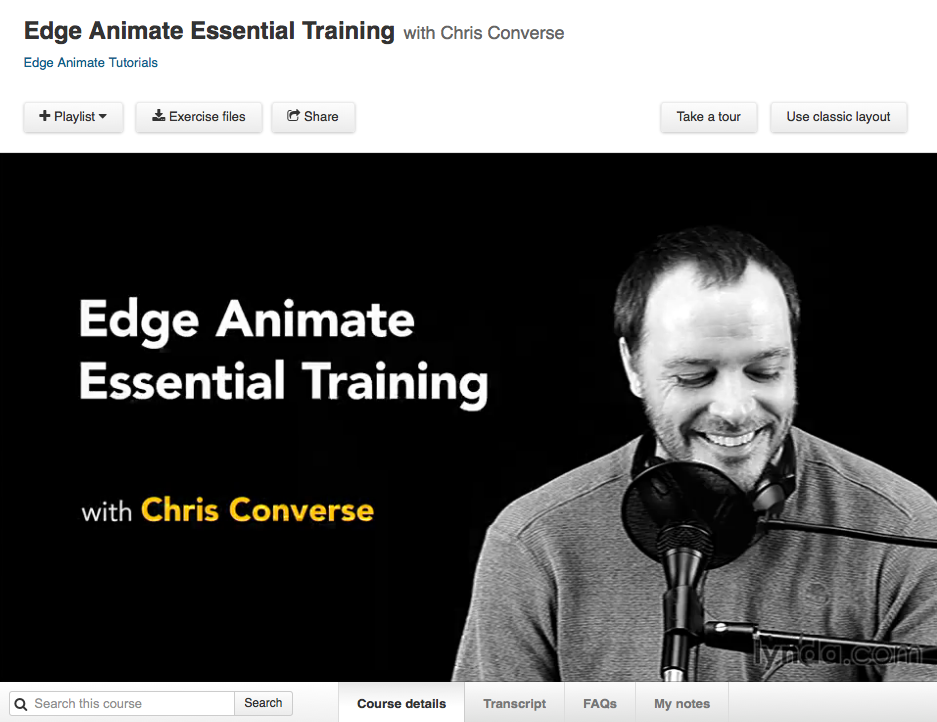 Edge Animate Essential Training with Chris Converse
Edge Animate Tutorials
Playlist
Exercise files
Share
Take a tour
Use classic layout
Edge Animate
Essential Training
with Chris Converse
lynda.com
Search this course
Search
Course details
Transcript
FAQs
My notes